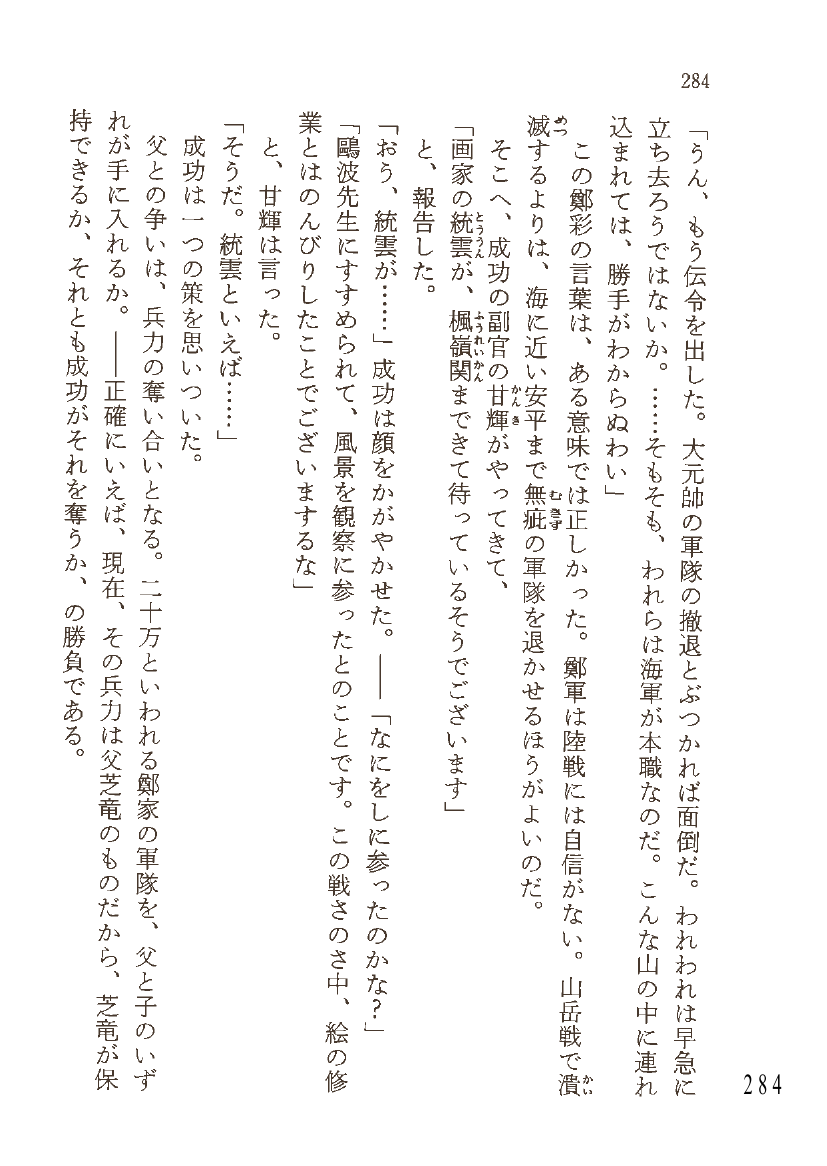 284
「うん、もう伝令を出した。大元帥の軍隊の撤退とぶつかれば面倒だ。われわれは早急に
立ち去ろうではないか。……そもそも、われらは海軍が本職なのだ。こんな山の中に連れ
込まれては、勝手がわからぬわい」
この鄭彩の言葉は、ある意味では正しかった。鄭軍は陸戦には自信がない。山岳戦で潰かい
滅めつするよりは、海に近い安平まで無疵むきずの軍隊を退かせるほうがよいのだ。
そこへ、成功の副官の甘輝かんきがやってきて、
「画家の統雲とううんが、楓嶺関ふうれいかんまできて待っているそうでございます」
と、報告した。
「おう、統雲が……」成功は顔をかがやかせた。――「なにをしに参ったのかな？」
「鷗波先生にすすめられて、風景を観察に参ったとのことです。この戦さのさ中、絵の修
業とはのんびりしたことでございまするな」
と、甘輝は言った。
「そうだ。統雲といえば……」
成功は一つの策を思いついた。
父との争いは、兵力の奪い合いとなる。二十万といわれる鄭家の軍隊を、父と子のいず
れが手に入れるか。――正確にいえば、現在、その兵力は父芝竜のものだから、芝竜が保
持できるか、それとも成功がそれを奪うか、の勝負である。
284